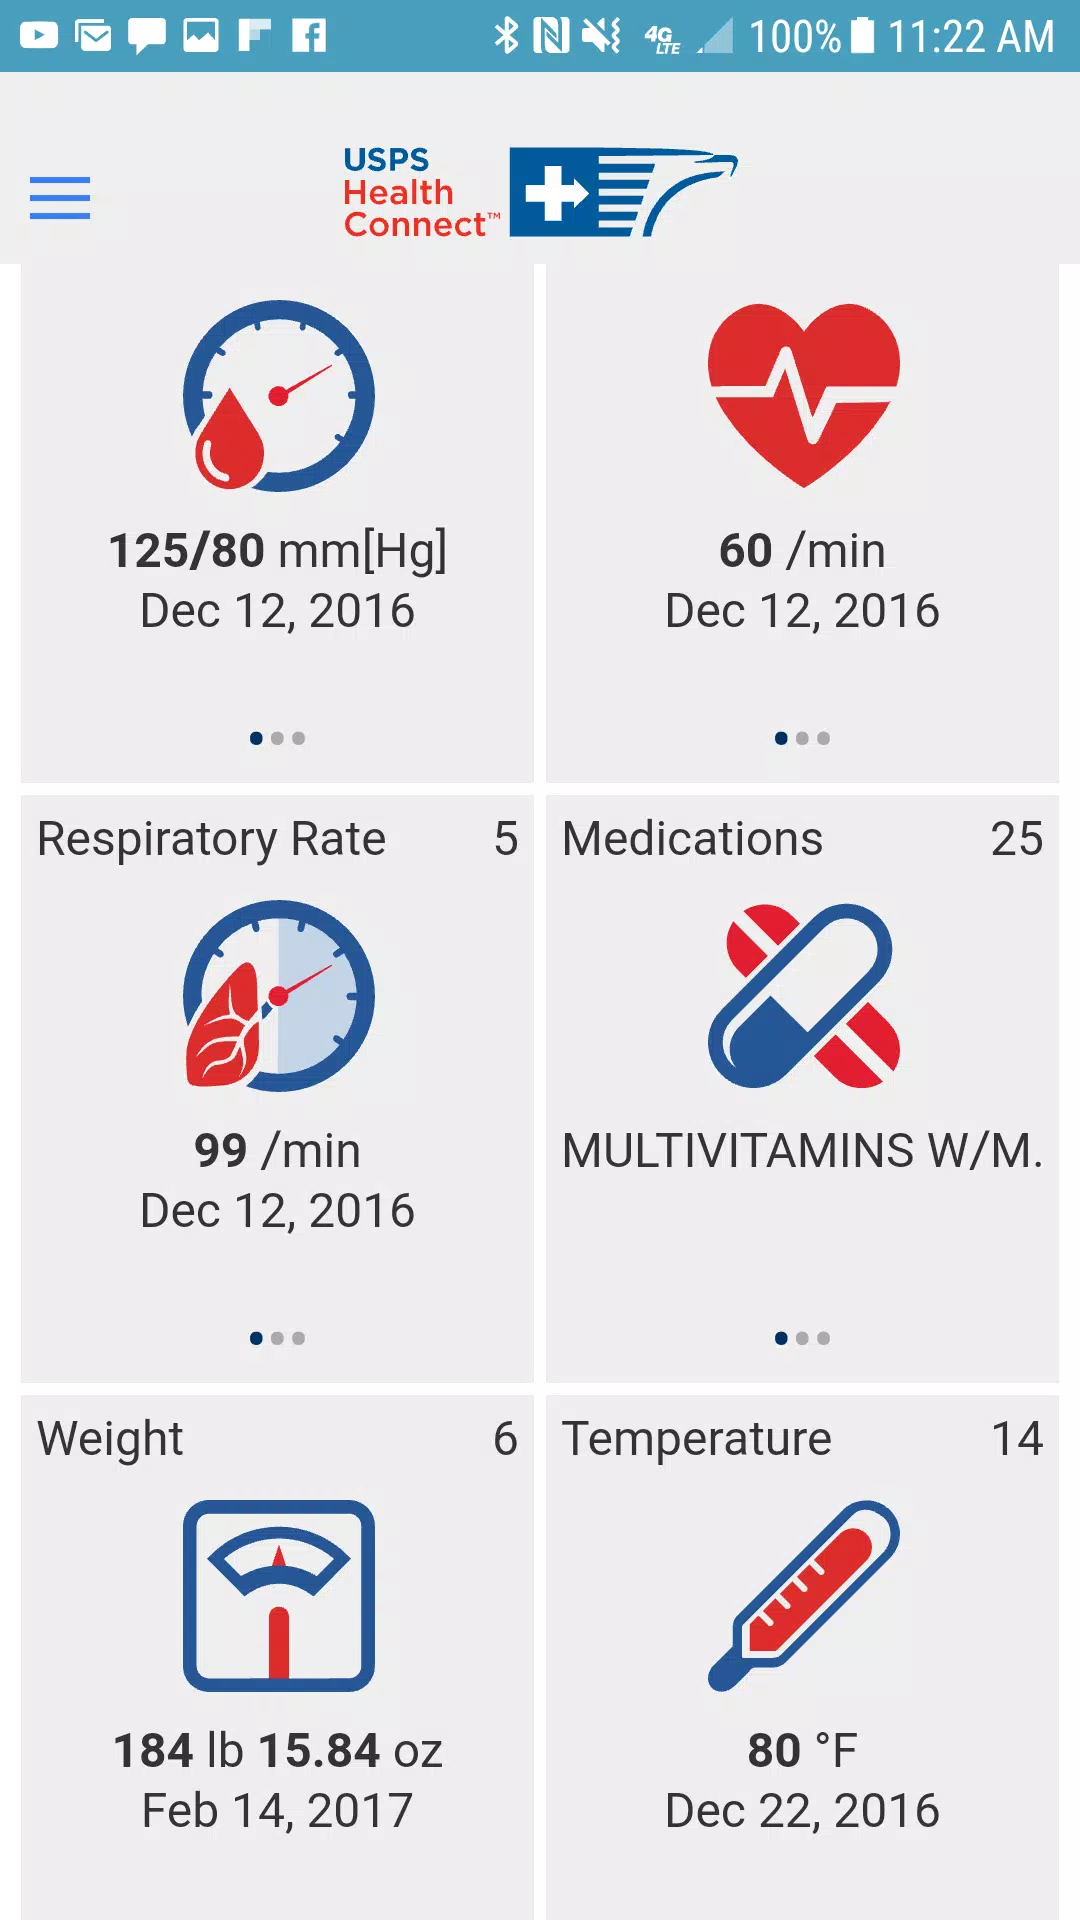 4G LTE 100% 11:22 AM
USPS
Health
Connect™
125/80 mm[Hg]
Dec 12, 2016
60 /min
Dec 12, 2016
Respiratory Rate 5
99 /min
Dec 12, 2016
Medications 25
MULTIVITAMINS W/M.
Weight 6
184 lb 15.84 oz
Feb 14, 2017
Temperature 14
80 °F
Dec 22, 2016